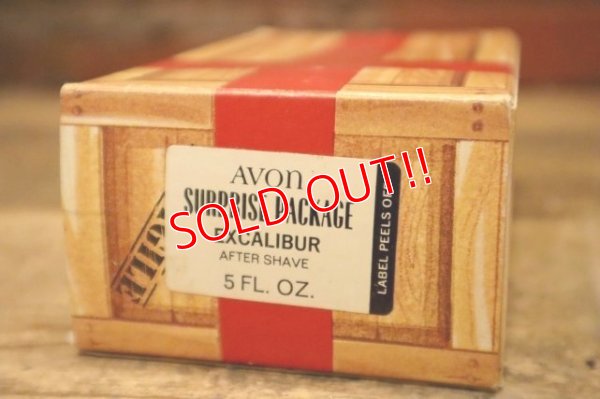 AVON
SURPRISE PACKAGE
EXCALIBUR
AFTER SHAVE
5 FL. OZ.
LABEL PEELS OFF
SOLD OUT!!